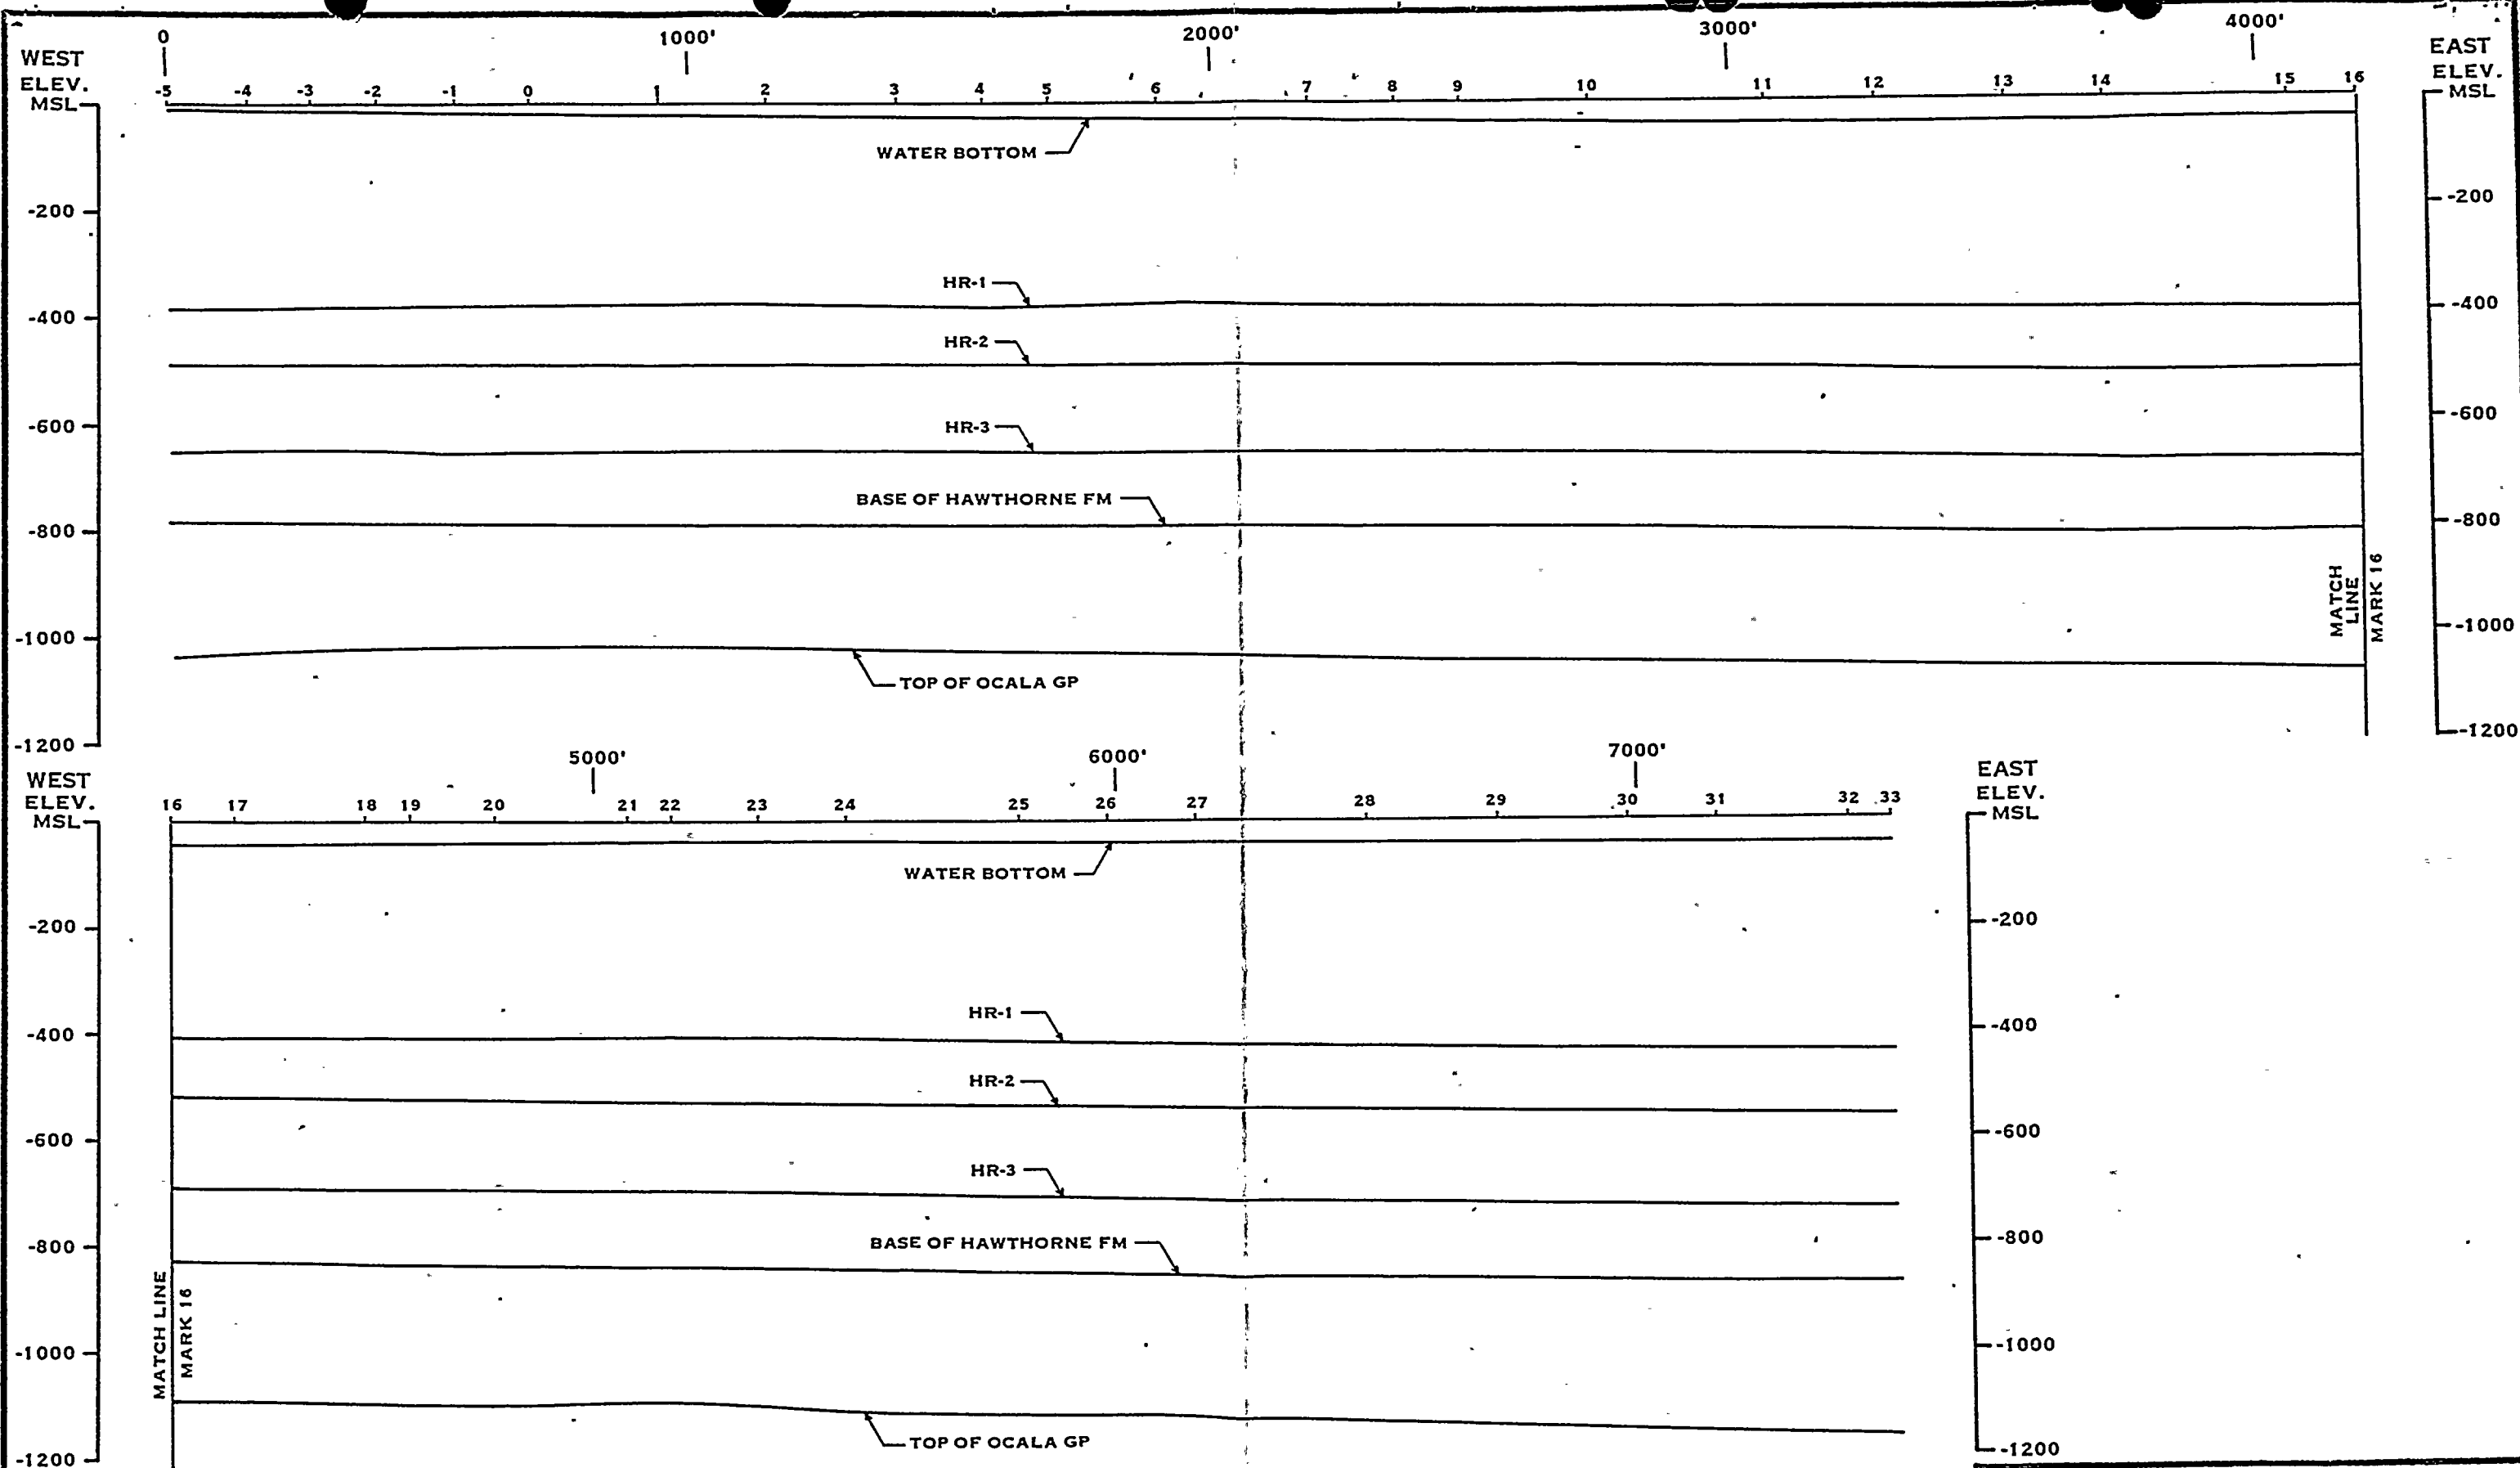 0 1000' 2000' 3000' 4000'
WEST EAST
ELEV. ELEV.
-5 -4 -3 -2 -1 0 1 2 3 4 5 6 7 8 9 10 11 12 13 14 15 16
MSL MSL
WATER BOTTOM
-200 -200
HR-1
-400 -400
HR-2
-600 -600
HR-3
BASE OF HAWTHORNE FM
-800 -800
MATCH LINE
MARK 16
-1000 -1000
TOP OF OCALA GP
-1200 -1200
5000' 6000' 7000'
WEST EAST
ELEV. ELEV.
16 17 18 19 20 21 22 23 24 25 26 27 28 29 30 31 32 33
MSL MSL
WATER BOTTOM
-200 -200
HR-1
-400 -400
HR-2
-600 -600
HR-3
BASE OF HAWTHORNE FM
-800 -800
MATCH LINE
MARK 16
-1000 -1000
TOP OF OCALA GP
-1200 -1200